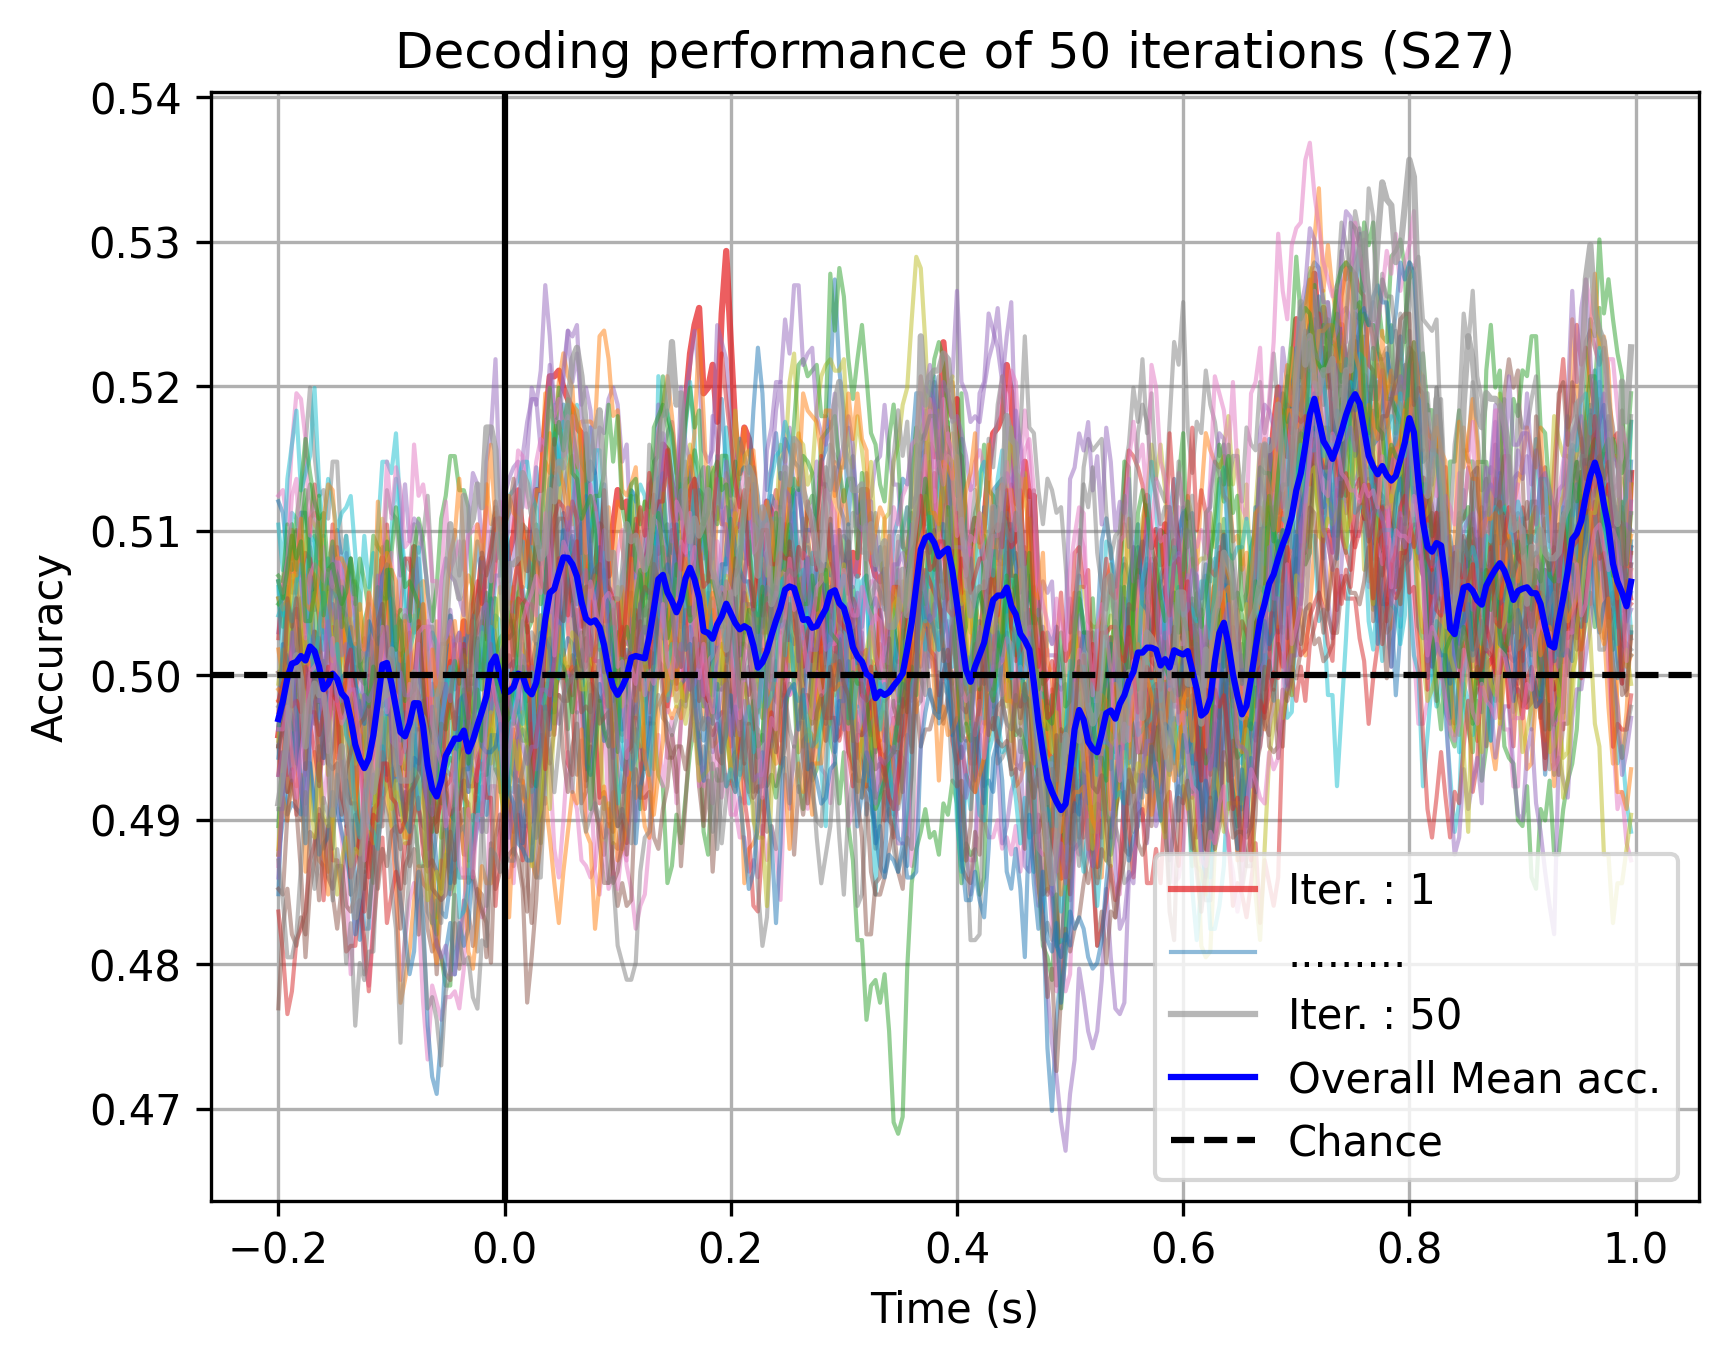 Decoding performance of 50 iterations (S27)
0.54
0.53
0.52
0.51
0.50
0.49
0.48
0.47
Accuracy
Iter. : 1
.........
Iter. : 50
Overall Mean acc.
Chance
−0.2 0.0 0.2 0.4 0.6 0.8 1.0
Time (s)